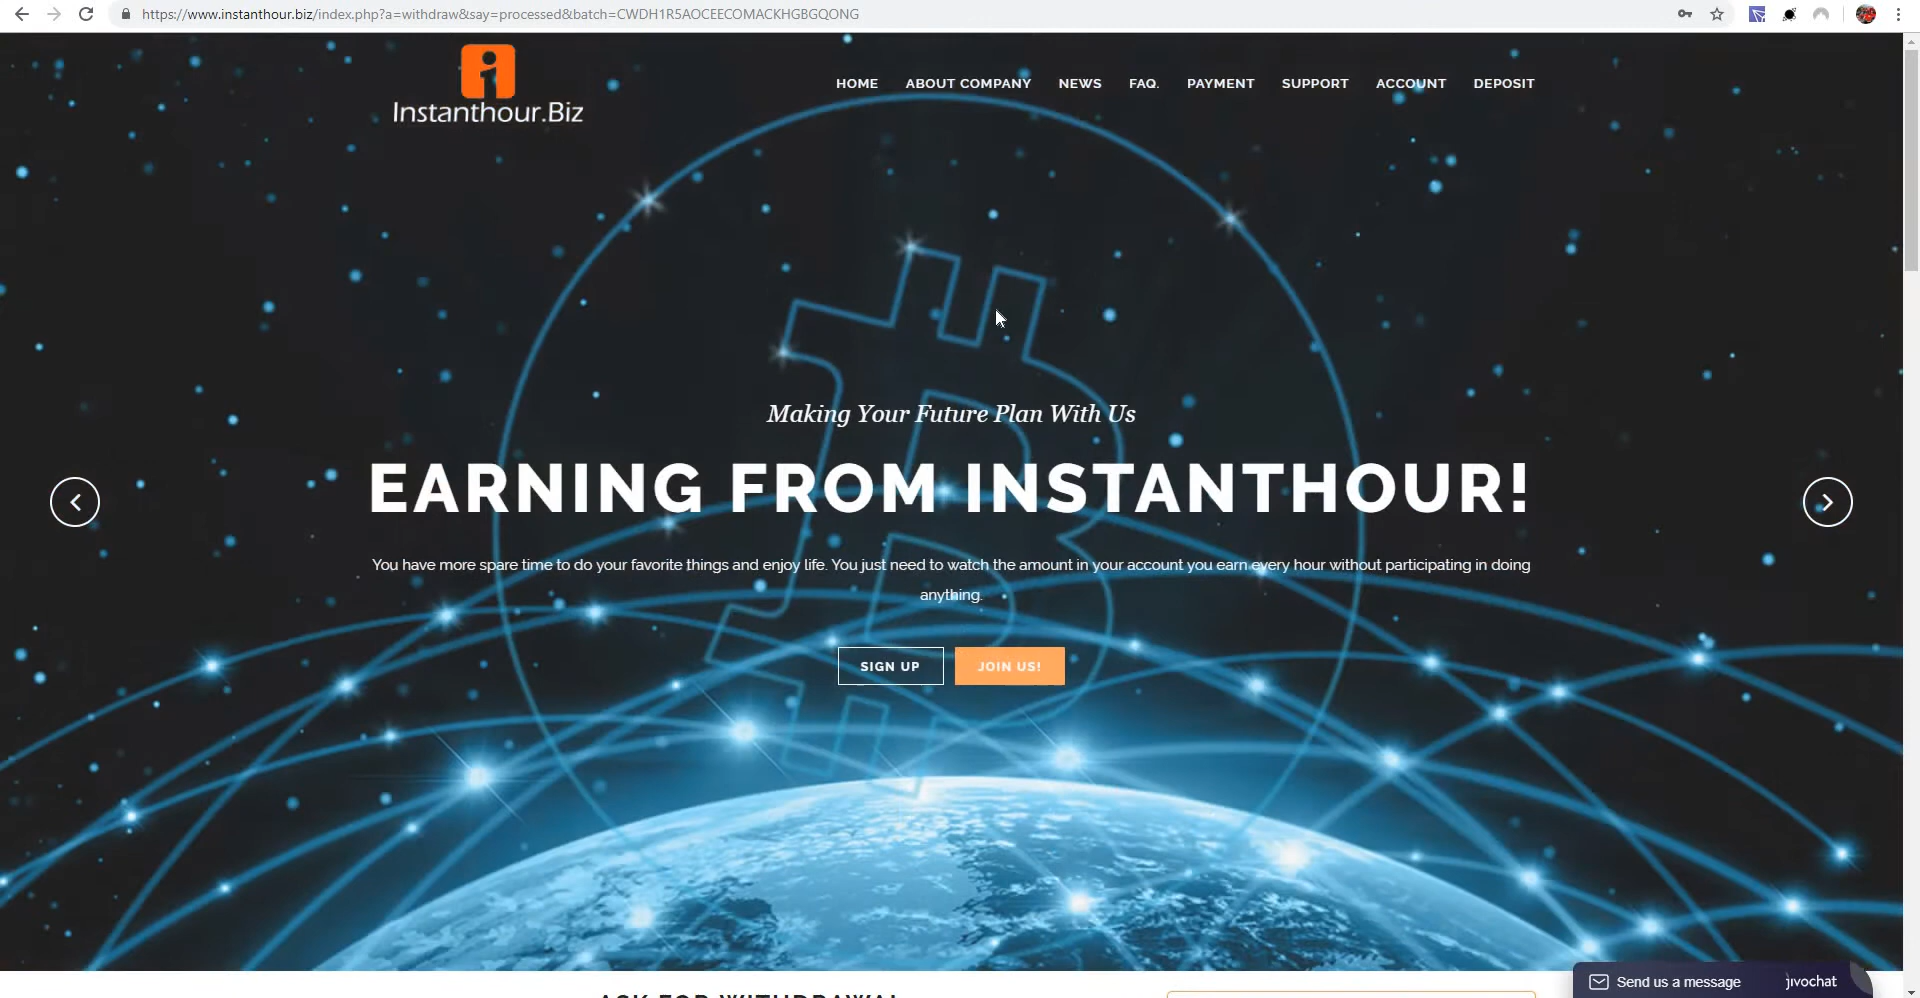 https://www.instanthour.biz/index.php?a=withdraw&say=processed&batch=CWDH1R5AOCEECOMACKHGBGQONG
Instanthour.Biz
HOME ABOUT COMPANY NEWS FAQ. PAYMENT SUPPORT ACCOUNT DEPOSIT
Making Your Future Plan With Us
EARNING FROM INSTANTHOUR!
You have more spare time to do your favorite things and enjoy life. You just need to watch the amount in your account you earn every hour without participating in doing
anything.
SIGN UP JOIN US!
Send us a message jivochat
ASK FOR WITHDRAWAL